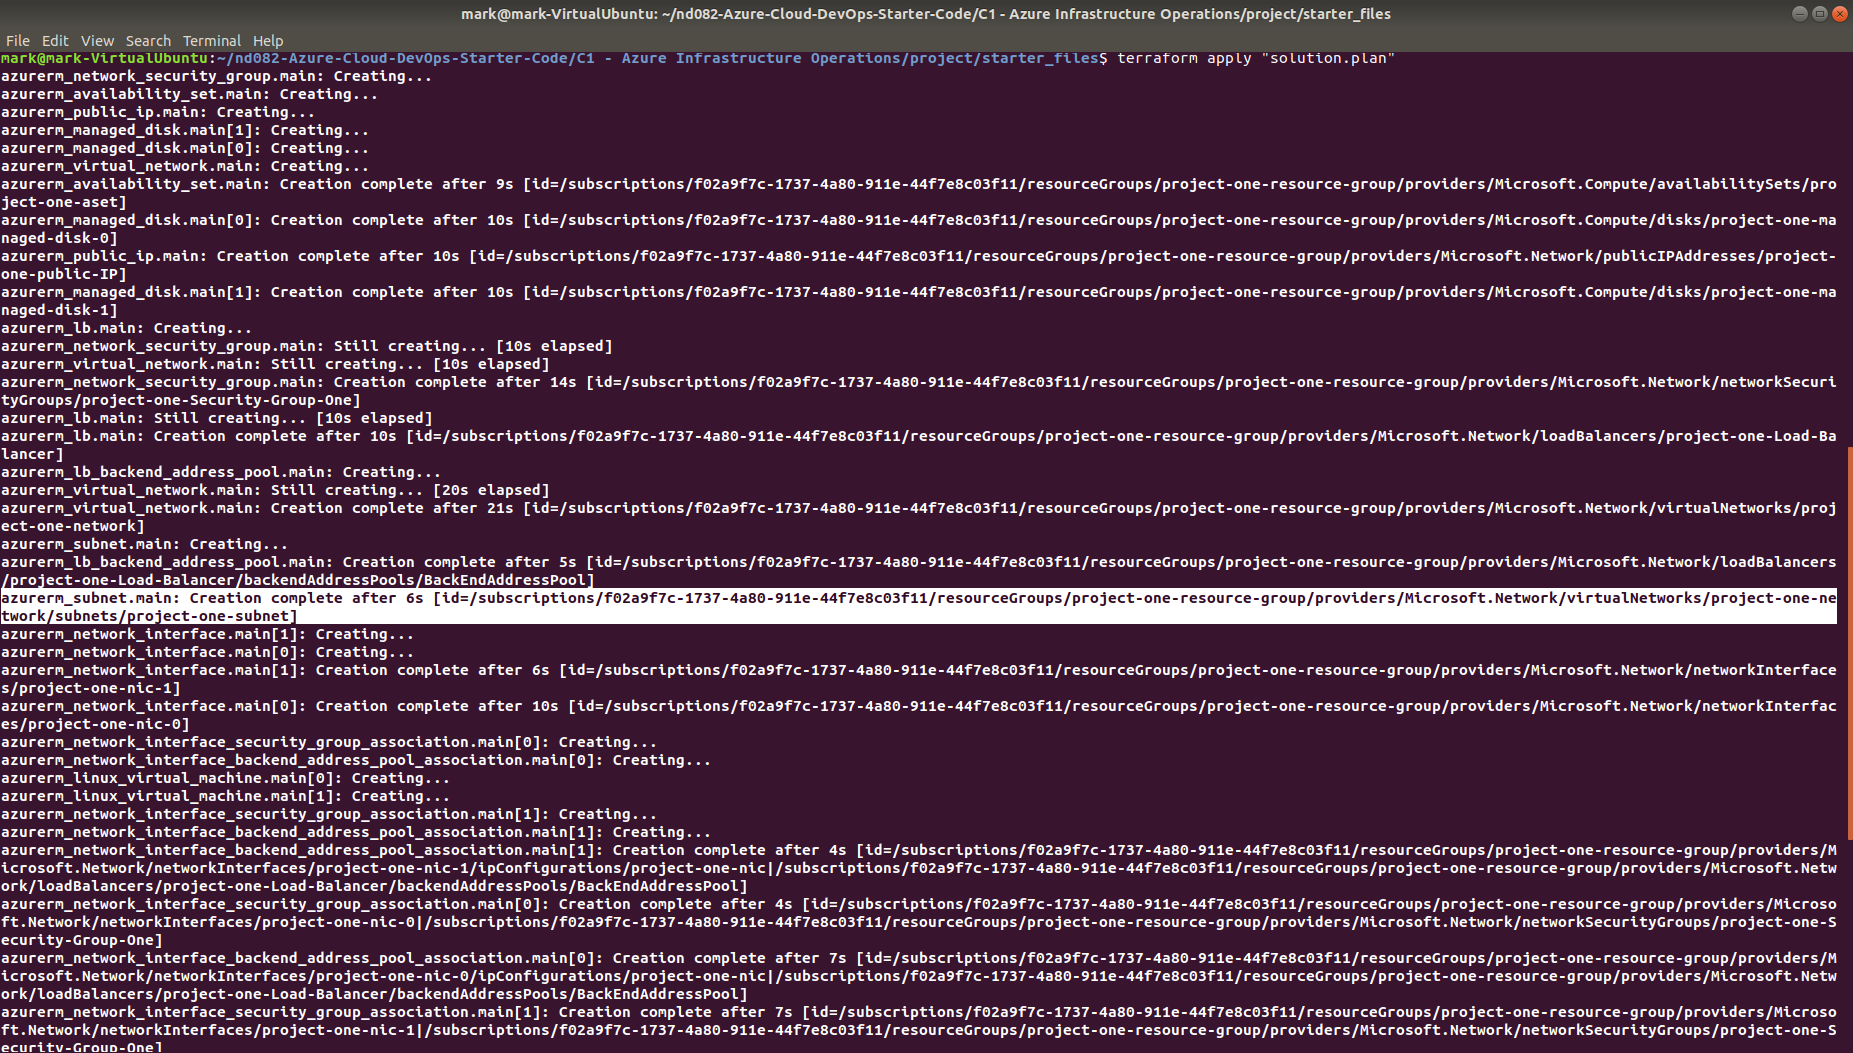 mark@mark-VirtualUbuntu: ~/nd082-Azure-Cloud-DevOps-Starter-Code/C1 - Azure Infrastructure Operations/project/starter_files
File Edit View Search Terminal Help
mark@mark-VirtualUbuntu:~/nd082-Azure-Cloud-DevOps-Starter-Code/C1 - Azure Infrastructure Operations/project/starter_files$ terraform apply "solution.plan"
azurerm_network_security_group.main: Creating...
azurerm_availability_set.main: Creating...
azurerm_public_ip.main: Creating...
azurerm_managed_disk.main[1]: Creating...
azurerm_managed_disk.main[0]: Creating...
azurerm_virtual_network.main: Creating...
azurerm_availability_set.main: Creation complete after 9s [id=/subscriptions/f02a9f7c-1737-4a80-911e-44f7e8c03f11/resourceGroups/project-one-resource-group/providers/Microsoft.Compute/availabilitySets/pro
ject-one-aset]
azurerm_managed_disk.main[0]: Creation complete after 10s [id=/subscriptions/f02a9f7c-1737-4a80-911e-44f7e8c03f11/resourceGroups/project-one-resource-group/providers/Microsoft.Compute/disks/project-one-ma
naged-disk-0]
azurerm_public_ip.main: Creation complete after 10s [id=/subscriptions/f02a9f7c-1737-4a80-911e-44f7e8c03f11/resourceGroups/project-one-resource-group/providers/Microsoft.Network/publicIPAddresses/project-
one-public-IP]
azurerm_managed_disk.main[1]: Creation complete after 10s [id=/subscriptions/f02a9f7c-1737-4a80-911e-44f7e8c03f11/resourceGroups/project-one-resource-group/providers/Microsoft.Compute/disks/project-one-ma
naged-disk-1]
azurerm_lb.main: Creating...
azurerm_network_security_group.main: Still creating... [10s elapsed]
azurerm_virtual_network.main: Still creating... [10s elapsed]
azurerm_network_security_group.main: Creation complete after 14s [id=/subscriptions/f02a9f7c-1737-4a80-911e-44f7e8c03f11/resourceGroups/project-one-resource-group/providers/Microsoft.Network/networkSecuri
tyGroups/project-one-Security-Group-One]
azurerm_lb.main: Still creating... [10s elapsed]
azurerm_lb.main: Creation complete after 10s [id=/subscriptions/f02a9f7c-1737-4a80-911e-44f7e8c03f11/resourceGroups/project-one-resource-group/providers/Microsoft.Network/loadBalancers/project-one-Load-Ba
lancer]
azurerm_lb_backend_address_pool.main: Creating...
azurerm_virtual_network.main: Still creating... [20s elapsed]
azurerm_virtual_network.main: Creation complete after 21s [id=/subscriptions/f02a9f7c-1737-4a80-911e-44f7e8c03f11/resourceGroups/project-one-resource-group/providers/Microsoft.Network/virtualNetworks/proj
ect-one-network]
azurerm_subnet.main: Creating...
azurerm_lb_backend_address_pool.main: Creation complete after 5s [id=/subscriptions/f02a9f7c-1737-4a80-911e-44f7e8c03f11/resourceGroups/project-one-resource-group/providers/Microsoft.Network/loadBalancers
/project-one-Load-Balancer/backendAddressPools/BackEndAddressPool]
azurerm_subnet.main: Creation complete after 6s [id=/subscriptions/f02a9f7c-1737-4a80-911e-44f7e8c03f11/resourceGroups/project-one-resource-group/providers/Microsoft.Network/virtualNetworks/project-one-ne
twork/subnets/project-one-subnet]
azurerm_network_interface.main[1]: Creating...
azurerm_network_interface.main[0]: Creating...
azurerm_network_interface.main[1]: Creation complete after 6s [id=/subscriptions/f02a9f7c-1737-4a80-911e-44f7e8c03f11/resourceGroups/project-one-resource-group/providers/Microsoft.Network/networkInterface
s/project-one-nic-1]
azurerm_network_interface.main[0]: Creation complete after 10s [id=/subscriptions/f02a9f7c-1737-4a80-911e-44f7e8c03f11/resourceGroups/project-one-resource-group/providers/Microsoft.Network/networkInterfac
es/project-one-nic-0]
azurerm_network_interface_security_group_association.main[0]: Creating...
azurerm_network_interface_backend_address_pool_association.main[0]: Creating...
azurerm_linux_virtual_machine.main[0]: Creating...
azurerm_linux_virtual_machine.main[1]: Creating...
azurerm_network_interface_security_group_association.main[1]: Creating...
azurerm_network_interface_backend_address_pool_association.main[1]: Creating...
azurerm_network_interface_backend_address_pool_association.main[1]: Creation complete after 4s [id=/subscriptions/f02a9f7c-1737-4a80-911e-44f7e8c03f11/resourceGroups/project-one-resource-group/providers/M
icrosoft.Network/networkInterfaces/project-one-nic-1/ipConfigurations/project-one-nic|/subscriptions/f02a9f7c-1737-4a80-911e-44f7e8c03f11/resourceGroups/project-one-resource-group/providers/Microsoft.Netw
ork/loadBalancers/project-one-Load-Balancer/backendAddressPools/BackEndAddressPool]
azurerm_network_interface_security_group_association.main[0]: Creation complete after 4s [id=/subscriptions/f02a9f7c-1737-4a80-911e-44f7e8c03f11/resourceGroups/project-one-resource-group/providers/Microso
ft.Network/networkInterfaces/project-one-nic-0|/subscriptions/f02a9f7c-1737-4a80-911e-44f7e8c03f11/resourceGroups/project-one-resource-group/providers/Microsoft.Network/networkSecurityGroups/project-one-S
ecurity-Group-One]
azurerm_network_interface_backend_address_pool_association.main[0]: Creation complete after 7s [id=/subscriptions/f02a9f7c-1737-4a80-911e-44f7e8c03f11/resourceGroups/project-one-resource-group/providers/M
icrosoft.Network/networkInterfaces/project-one-nic-0/ipConfigurations/project-one-nic|/subscriptions/f02a9f7c-1737-4a80-911e-44f7e8c03f11/resourceGroups/project-one-resource-group/providers/Microsoft.Netw
ork/loadBalancers/project-one-Load-Balancer/backendAddressPools/BackEndAddressPool]
azurerm_network_interface_security_group_association.main[1]: Creation complete after 7s [id=/subscriptions/f02a9f7c-1737-4a80-911e-44f7e8c03f11/resourceGroups/project-one-resource-group/providers/Microso
ft.Network/networkInterfaces/project-one-nic-1|/subscriptions/f02a9f7c-1737-4a80-911e-44f7e8c03f11/resourceGroups/project-one-resource-group/providers/Microsoft.Network/networkSecurityGroups/project-one-S
ecurity-Group-One]